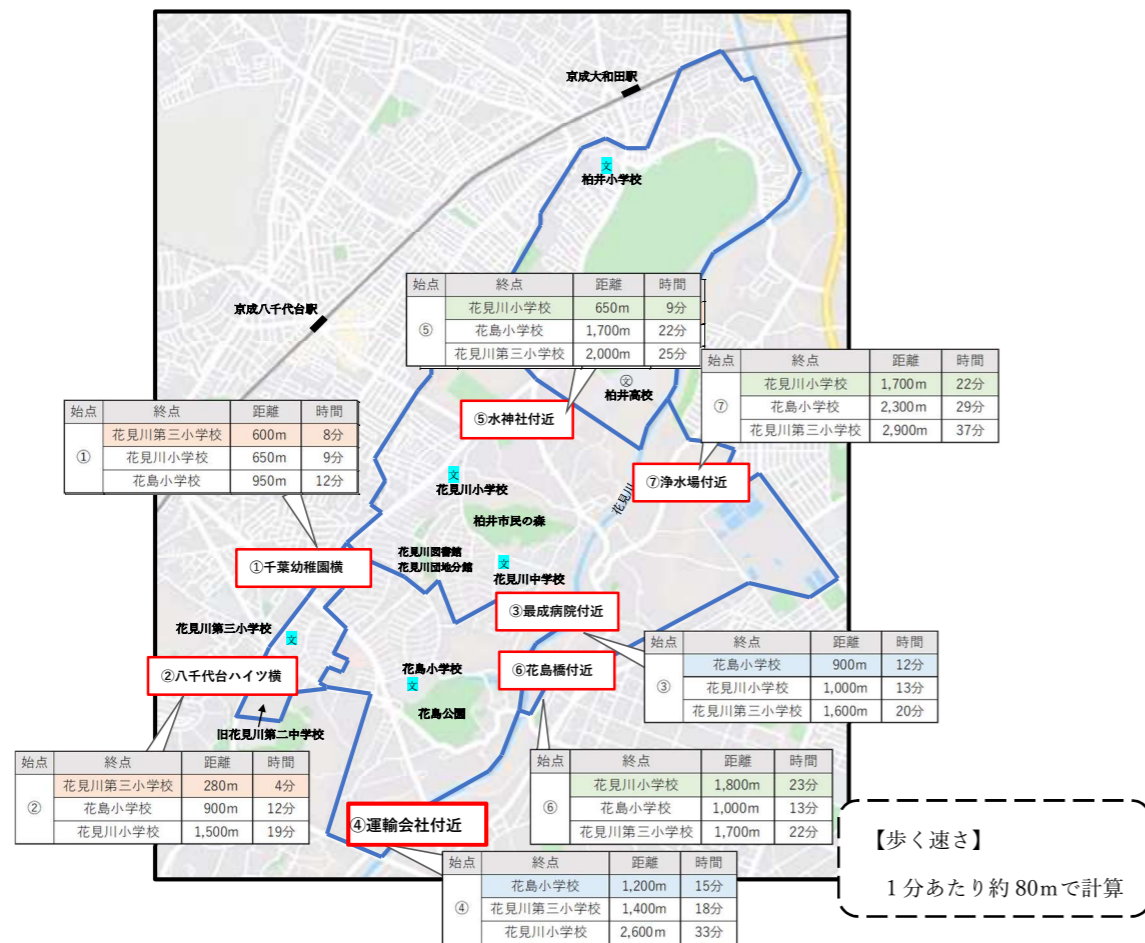 京成大和田駅
文
柏井小学校
京成八千代台駅
始点 終点 距離 時間
⑤ 花見川小学校 650m 9分
花島小学校 1,700m 22分
花見川第三小学校 2,000m 25分
文
柏井高校
⑤水神社付近
始点 終点 距離 時間
⑦ 花見川小学校 1,700m 22分
花島小学校 2,300m 29分
花見川第三小学校 2,900m 37分
⑦浄水場付近
花見川
始点 終点 距離 時間
① 花見川第三小学校 600m 8分
花見川小学校 650m 9分
花島小学校 950m 12分
文
花見川小学校
柏井市民の森
①千葉幼稚園横
花見川図書館
花見川団地分館
文
花見川中学校
③最成病院付近
花見川第三小学校
文
②八千代台ハイツ横
花島小学校
文
花島公園
⑥花島橋付近
始点 終点 距離 時間
③ 花島小学校 900m 12分
花見川小学校 1,000m 13分
花見川第三小学校 1,600m 20分
旧花見川第二中学校
始点 終点 距離 時間
② 花見川第三小学校 280m 4分
花島小学校 900m 12分
花見川小学校 1,500m 19分
始点 終点 距離 時間
⑥ 花見川小学校 1,800m 23分
花島小学校 1,000m 13分
花見川第三小学校 1,700m 22分
④運輸会社付近
始点 終点 距離 時間
④ 花島小学校 1,200m 15分
花見川第三小学校 1,400m 18分
花見川小学校 2,600m 33分
【歩く速さ】
1分あたり約80mで計算